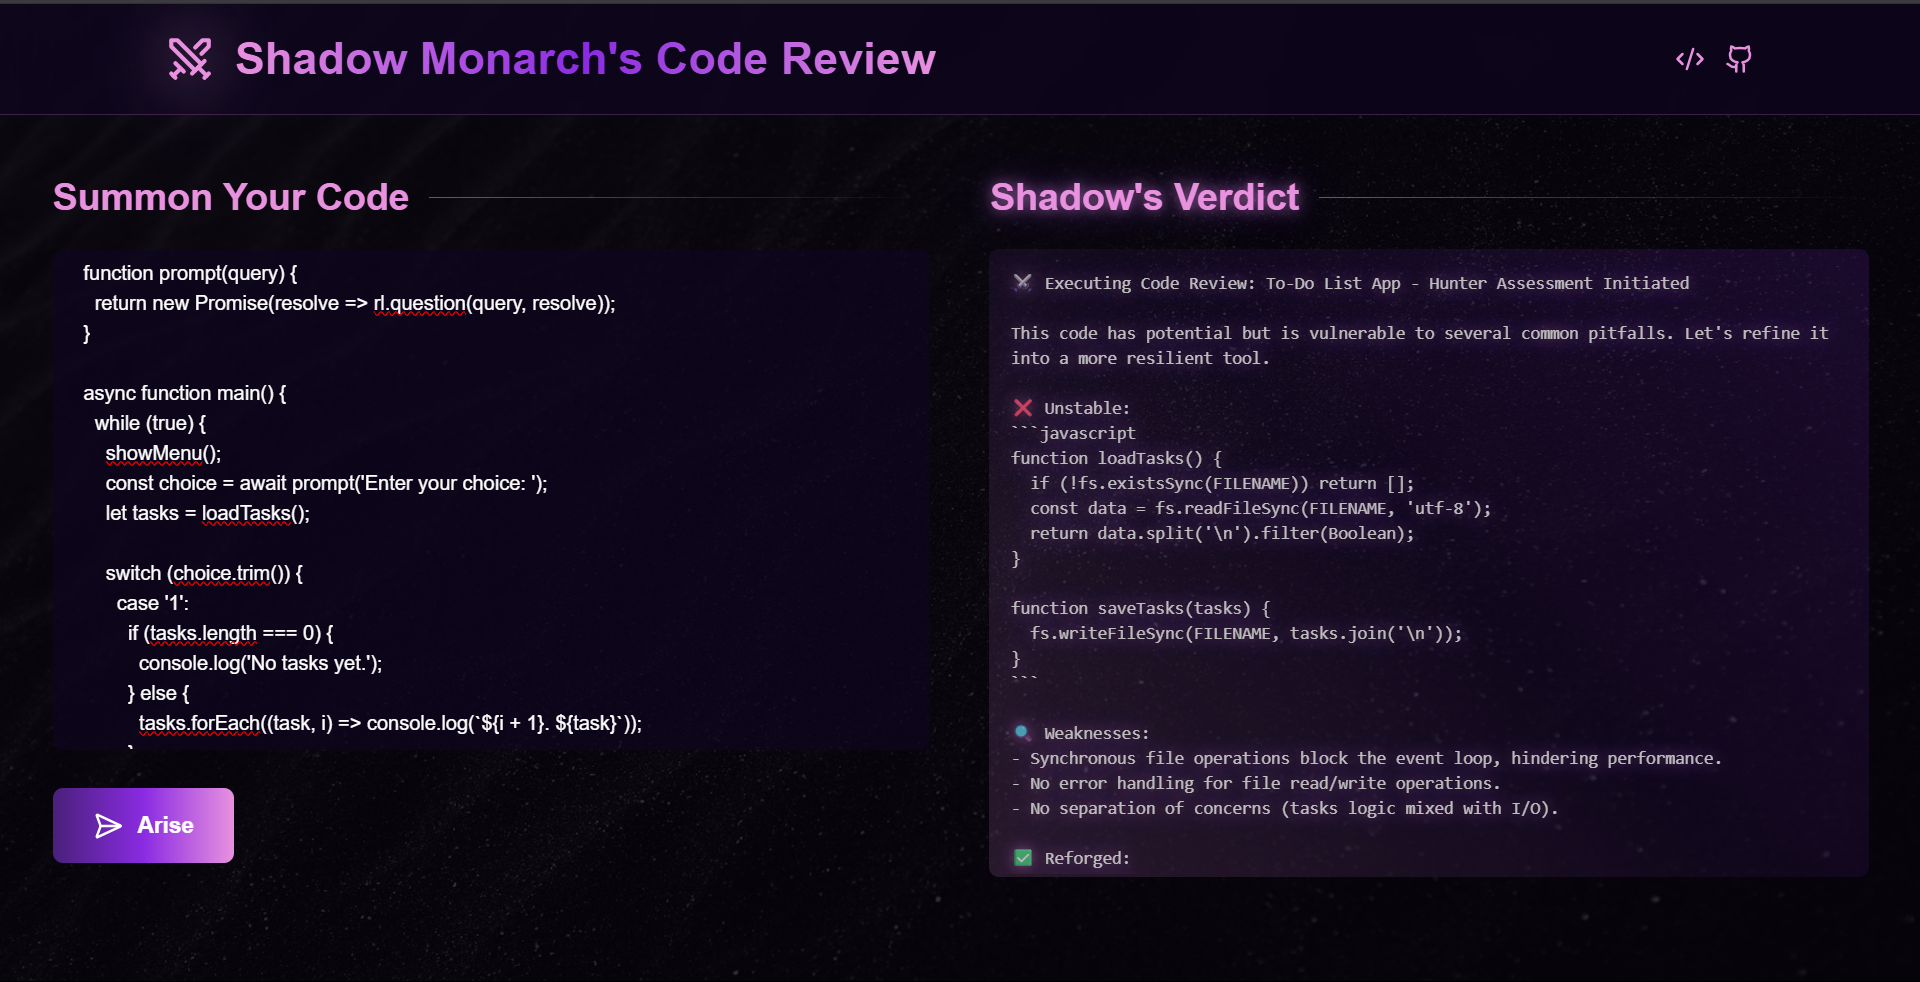 Shadow Monarch's Code Review
Summon Your Code
function prompt(query) {
  return new Promise(resolve => rl.question(query, resolve));
}
async function main() {
  while (true) {
    showMenu();
    const choice = await prompt('Enter your choice: ');
    let tasks = loadTasks();
    switch (choice.trim()) {
      case '1':
        if (tasks.length === 0) {
          console.log('No tasks yet.');
        } else {
          tasks.forEach((task, i) => console.log(`${i + 1}. ${task}`));
        }
Arise
Shadow's Verdict
Executing Code Review: To-Do List App - Hunter Assessment Initiated
This code has potential but is vulnerable to several common pitfalls. Let's refine it
into a more resilient tool.
❌ Unstable:
```javascript
function loadTasks() {
  if (!fs.existsSync(FILENAME)) return [];
  const data = fs.readFileSync(FILENAME, 'utf-8');
  return data.split('\n').filter(Boolean);
}
function saveTasks(tasks) {
  fs.writeFileSync(FILENAME, tasks.join('\n'));
}
```
Weaknesses:
- Synchronous file operations block the event loop, hindering performance.
- No error handling for file read/write operations.
- No separation of concerns (tasks logic mixed with I/O).
✅ Reforged: